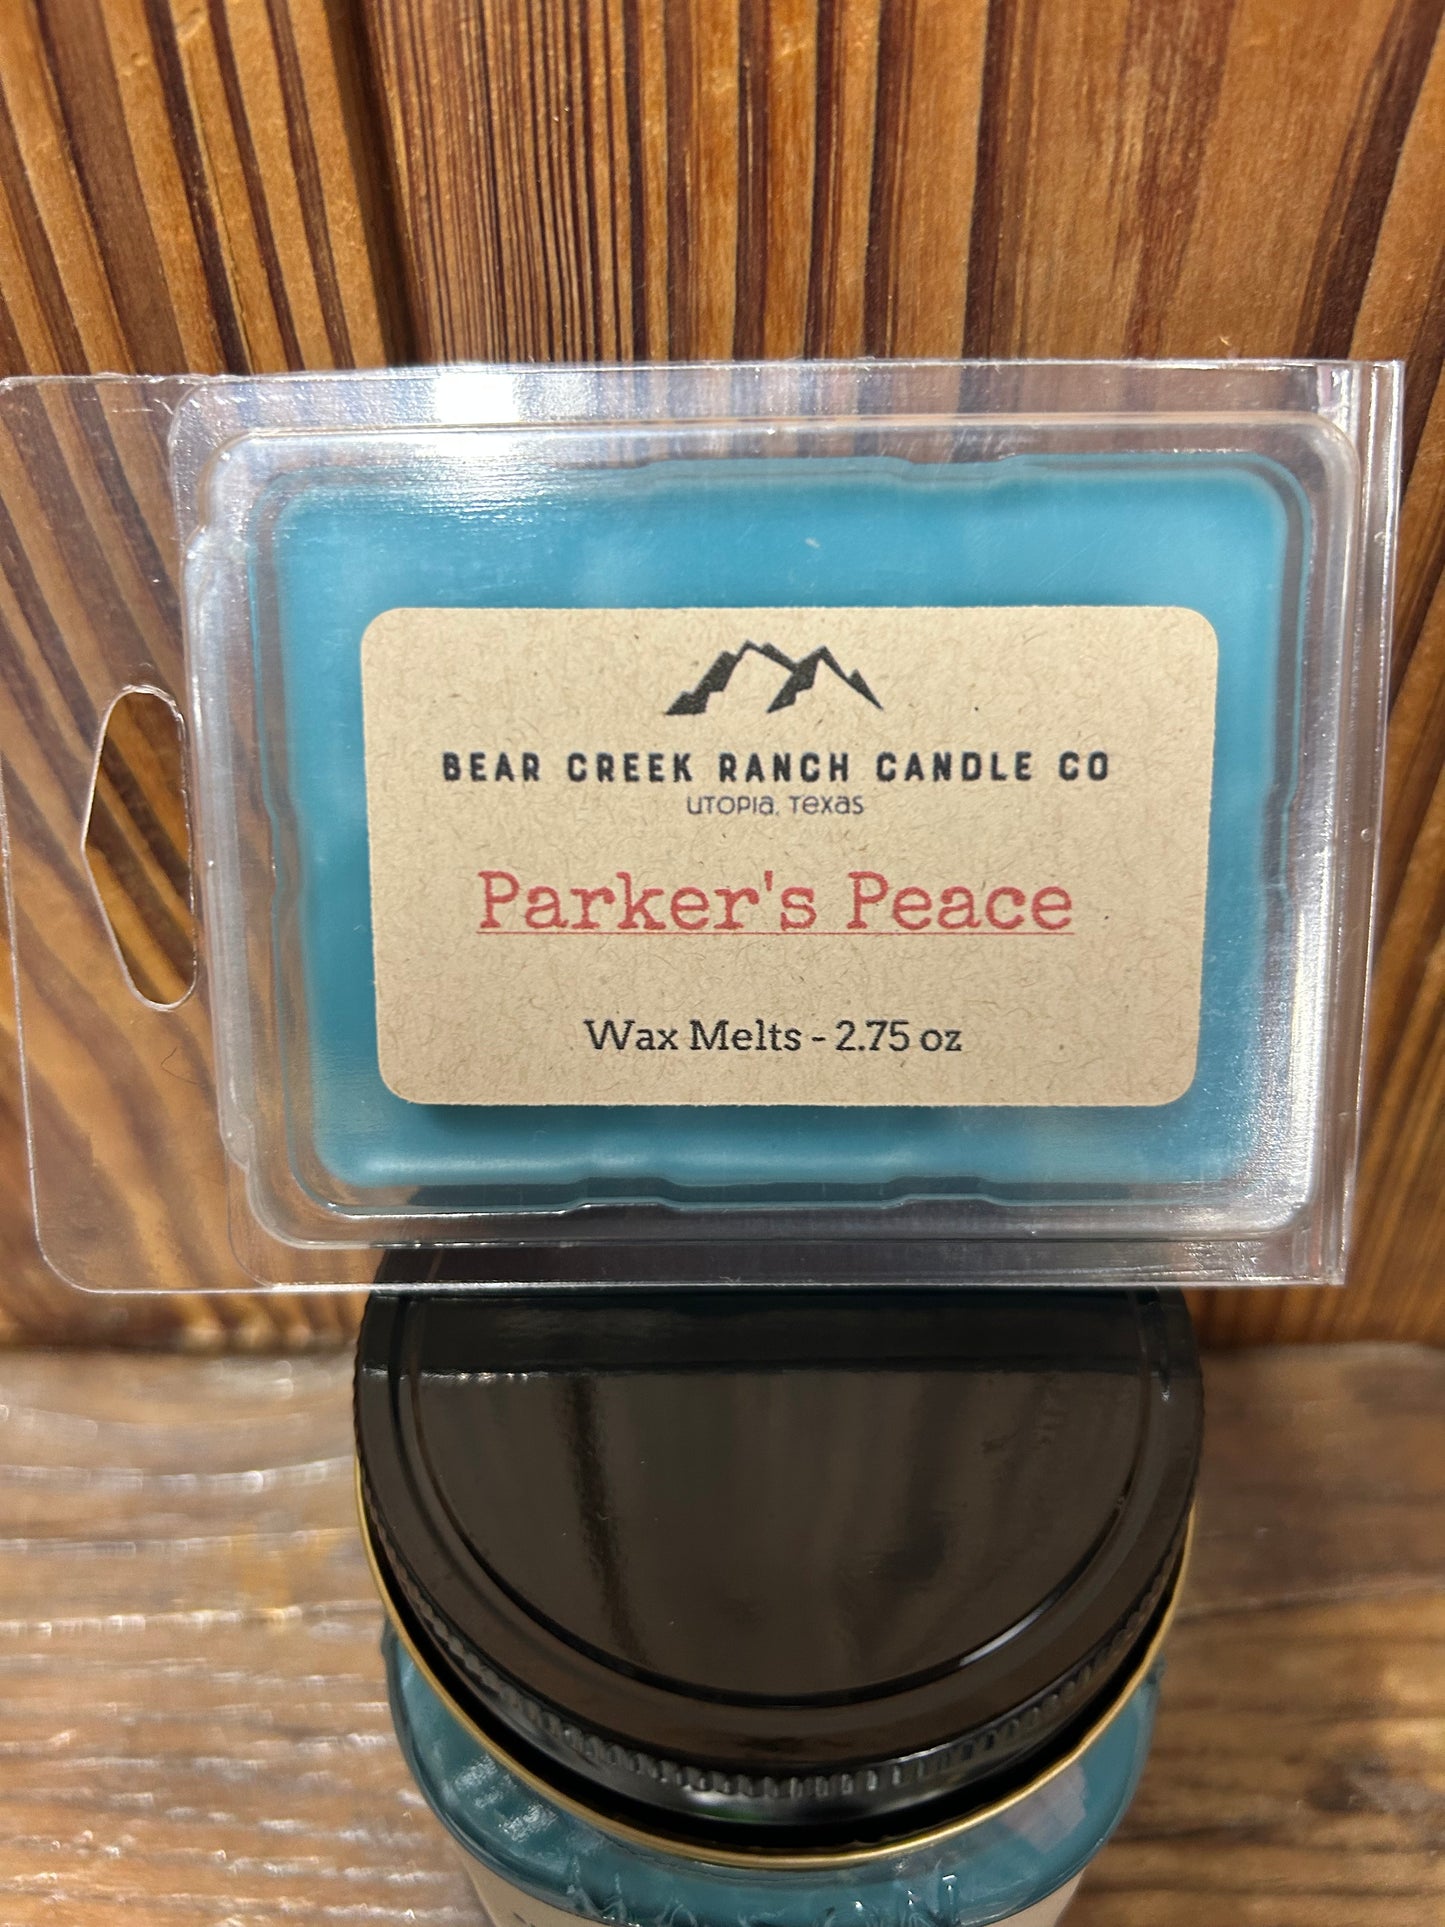 BEAR CREEK RANCH CANDLE CO
UTOPIA, TEXAS
Parker's Peace
Wax Melts - 2.75 oz